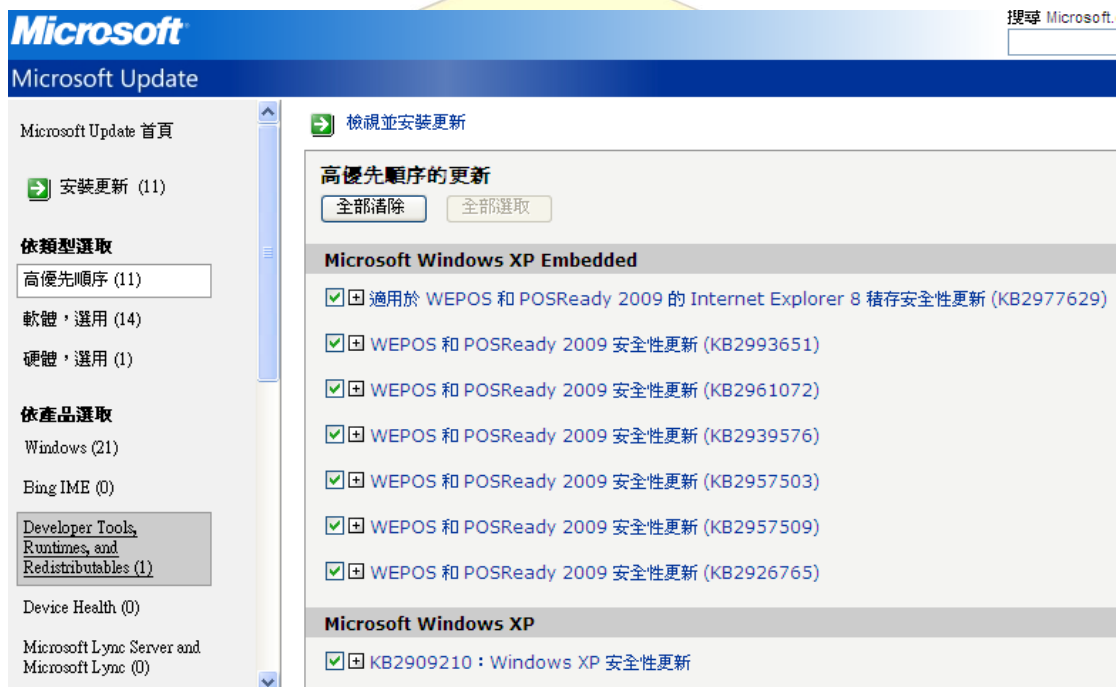 Microsoft
搜尋 Microsoft.
Microsoft Update
Microsoft Update 首頁
安裝更新 (11)
依類型選取
高優先順序 (11)
軟體，選用 (14)
硬體，選用 (1)
依產品選取
Windows (21)
Bing IME (0)
Developer Tools,
Runtimes, and
Redistributables (1)
Device Health (0)
Microsoft Lync Server and
Microsoft Lync (0)
檢視並安裝更新
高優先順序的更新
全部清除
全部選取
Microsoft Windows XP Embedded
適用於 WEPOS 和 POSReady 2009 的 Internet Explorer 8 積存安全性更新 (KB2977629)
WEPOS 和 POSReady 2009 安全性更新 (KB2993651)
WEPOS 和 POSReady 2009 安全性更新 (KB2961072)
WEPOS 和 POSReady 2009 安全性更新 (KB2939576)
WEPOS 和 POSReady 2009 安全性更新 (KB2957503)
WEPOS 和 POSReady 2009 安全性更新 (KB2957509)
WEPOS 和 POSReady 2009 安全性更新 (KB2926765)
Microsoft Windows XP
KB2909210：Windows XP 安全性更新